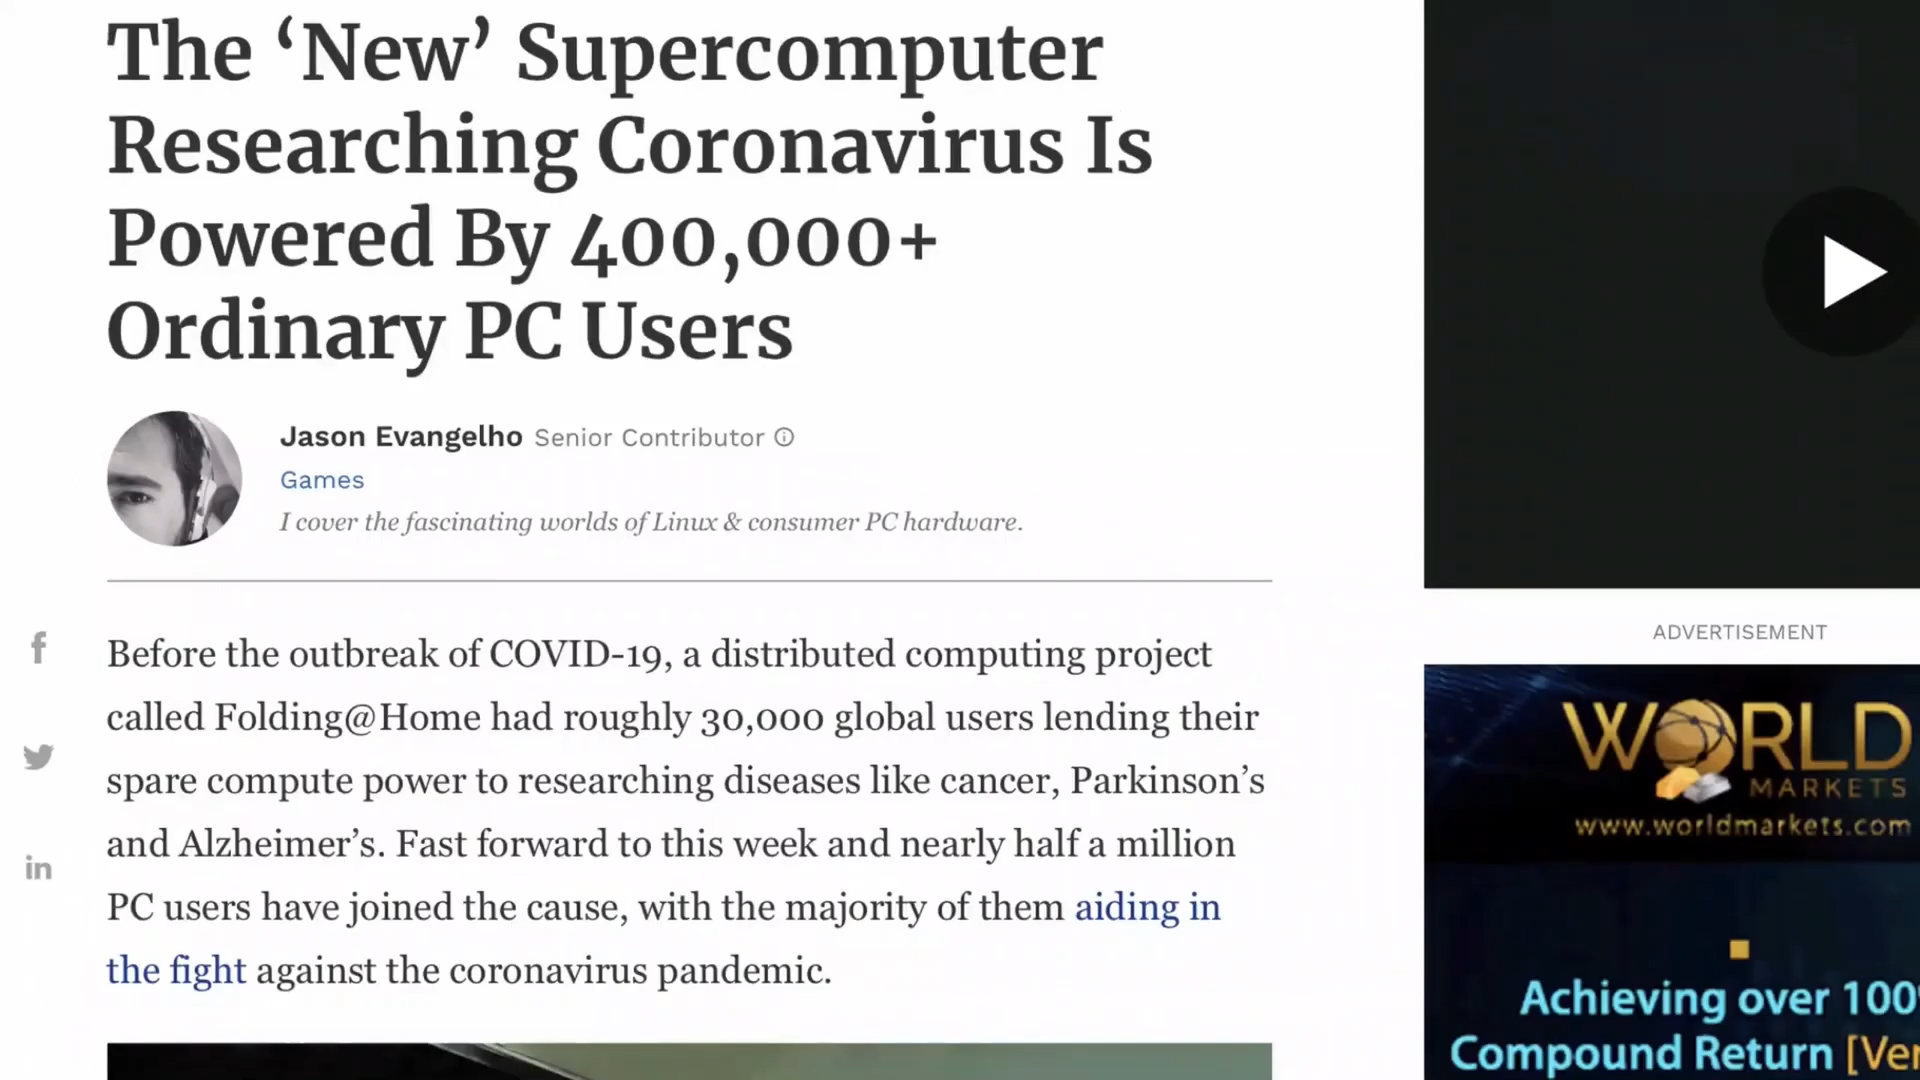 The ‘New’ Supercomputer
Researching Coronavirus Is
Powered By 400,000+
Ordinary PC Users
Jason Evangelho Senior Contributor
Games
I cover the fascinating worlds of Linux & consumer PC hardware.
Before the outbreak of COVID-19, a distributed computing project
called Folding@Home had roughly 30,000 global users lending their
spare compute power to researching diseases like cancer, Parkinson’s
and Alzheimer’s. Fast forward to this week and nearly half a million
PC users have joined the cause, with the majority of them aiding in
the fight against the coronavirus pandemic.
ADVERTISEMENT
WORLD
MARKETS
www.worldmarkets.com
Achieving over 100
Compound Return [Ver